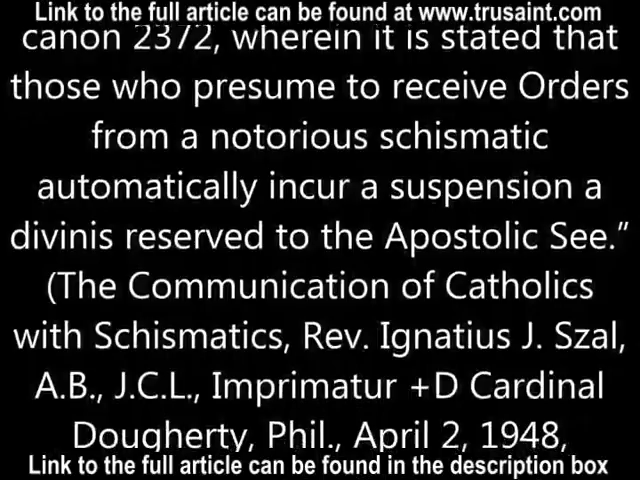 Link to the full article can be found at www.trusaint.com
canon 2372, wherein it is stated that
those who presume to receive Orders
from a notorious schismatic
automatically incur a suspension a
divinis reserved to the Apostolic See.”
(The Communication of Catholics
with Schismatics, Rev. Ignatius J. Szal,
A.B., J.C.L., Imprimatur +D Cardinal
Dougherty, Phil., April 2, 1948,
Link to the full article can be found in the description box